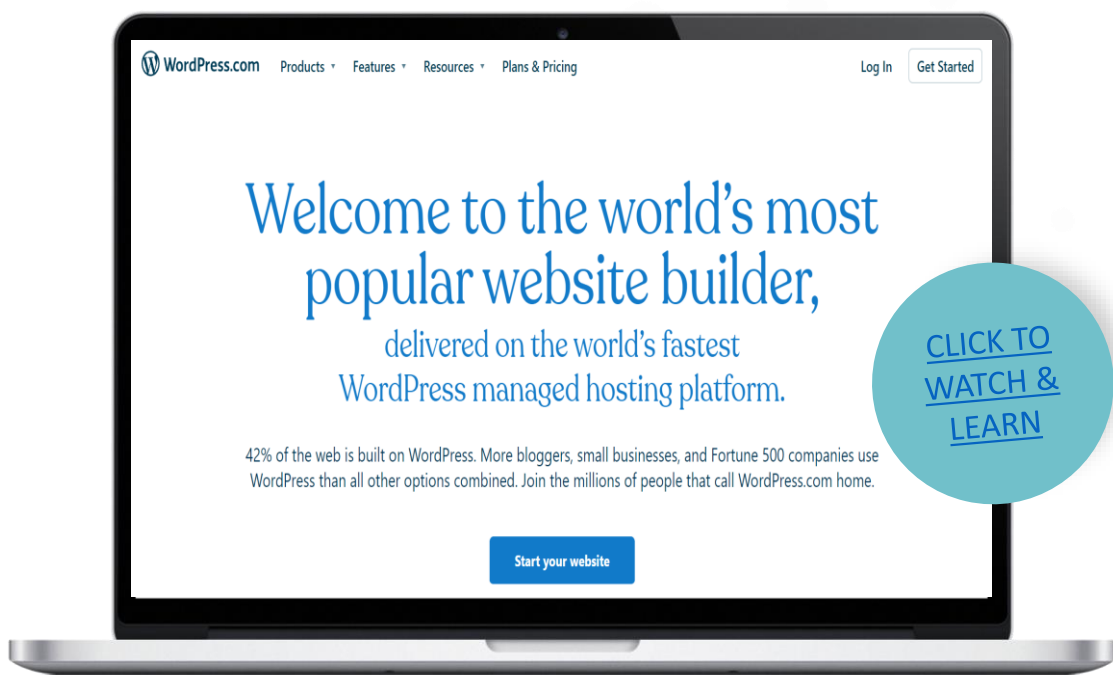 WordPress.com Products Features Resources Plans & Pricing Log In Get Started
Welcome to the world's most
popular website builder,
delivered on the world's fastest
WordPress managed hosting platform.
42% of the web is built on WordPress. More bloggers, small businesses, and Fortune 500 companies use
WordPress than all other options combined. Join the millions of people that call WordPress.com home.
Start your website
CLICK TO
WATCH &
LEARN